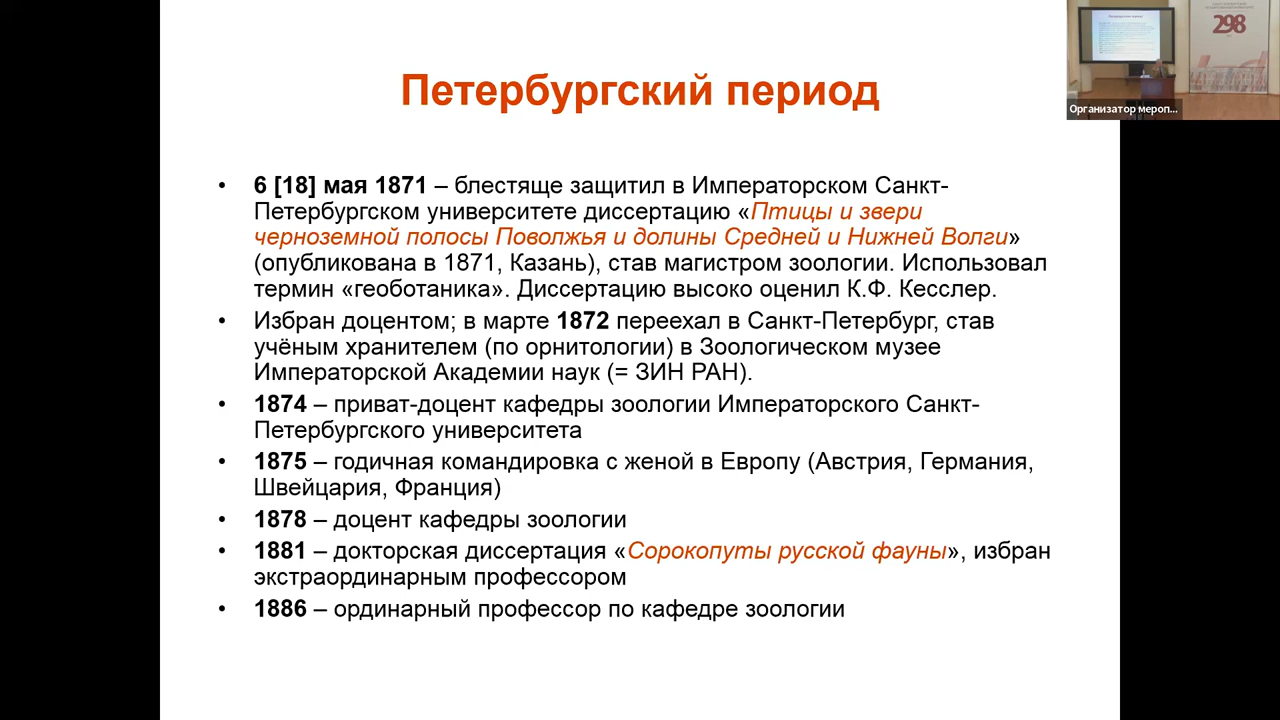 298
Организатор мероп...
Петербургский период
• 6 [18] мая 1871 – блестяще защитил в Императорском Санкт-
Петербургском университете диссертацию «Птицы и звери
черноземной полосы Поволжья и долины Средней и Нижней Волги»
(опубликована в 1871, Казань), став магистром зоологии. Использовал
термин «геоботаника». Диссертацию высоко оценил К.Ф. Кесслер.
• Избран доцентом; в марте 1872 переехал в Санкт-Петербург, став
учёным хранителем (по орнитологии) в Зоологическом музее
Императорской Академии наук (= ЗИН РАН).
• 1874 – приват-доцент кафедры зоологии Императорского Санкт-
Петербургского университета
• 1875 – годичная командировка с женой в Европу (Австрия, Германия,
Швейцария, Франция)
• 1878 – доцент кафедры зоологии
• 1881 – докторская диссертация «Сорокопуты русской фауны», избран
экстраординарным профессором
• 1886 – ординарный профессор по кафедре зоологии